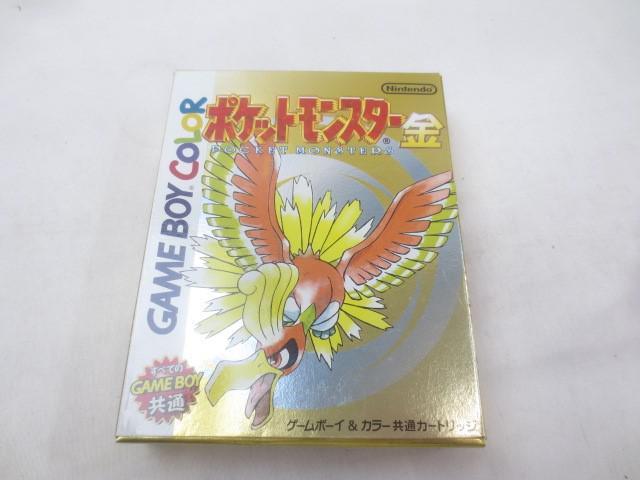 Nintendo
GAME BOY COLOR
ポケットモンスター金
POCKET MONSTERS
すべての
GAME BOY
共通
ゲームボーイ & カラー共通カートリッジ